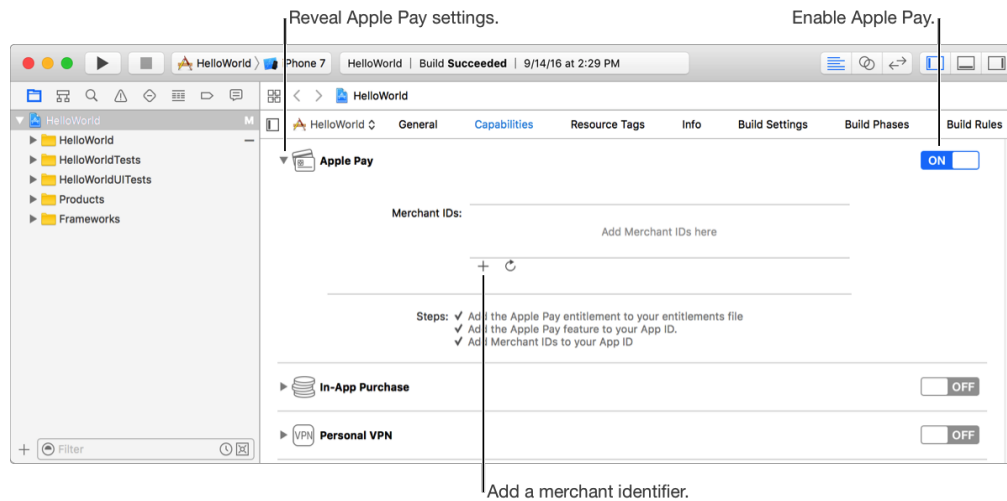 Reveal Apple Pay settings.
Enable Apple Pay.
HelloWorld
iPhone 7
HelloWorld | Build Succeeded | 9/14/16 at 2:29 PM
HelloWorld
HelloWorld M
HelloWorld
General
Capabilities
Resource Tags
Info
Build Settings
Build Phases
Build Rules
HelloWorld
HelloWorldTests
HelloWorldUITests
Products
Frameworks
Apple Pay
ON
Merchant IDs:
Add Merchant IDs here
Steps: ✓ Add the Apple Pay entitlement to your entitlements file
✓ Add the Apple Pay feature to your App ID.
✓ Add Merchant IDs to your App ID
In-App Purchase
OFF
VPN Personal VPN
OFF
Filter
Add a merchant identifier.